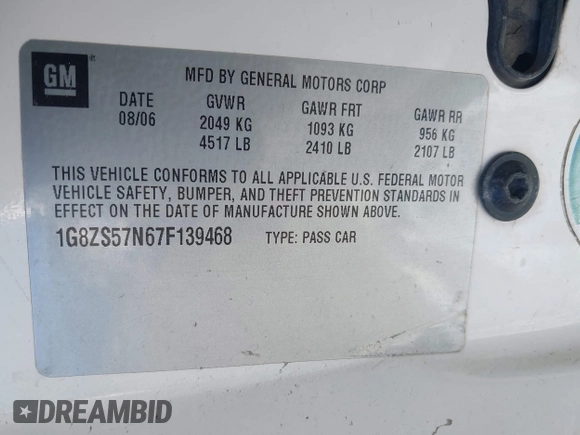 GM
MFD BY GENERAL MOTORS CORP
DATE GVWR GAWR FRT GAWR RR
08/06 2049 KG 1093 KG 956 KG
4517 LB 2410 LB 2107 LB
THIS VEHICLE CONFORMS TO ALL APPLICABLE U.S. FEDERAL MOTOR
VEHICLE SAFETY, BUMPER, AND THEFT PREVENTION STANDARDS IN
EFFECT ON THE DATE OF MANUFACTURE SHOWN ABOVE.
1G8ZS57N67F139468 TYPE: PASS CAR
DREAMBID